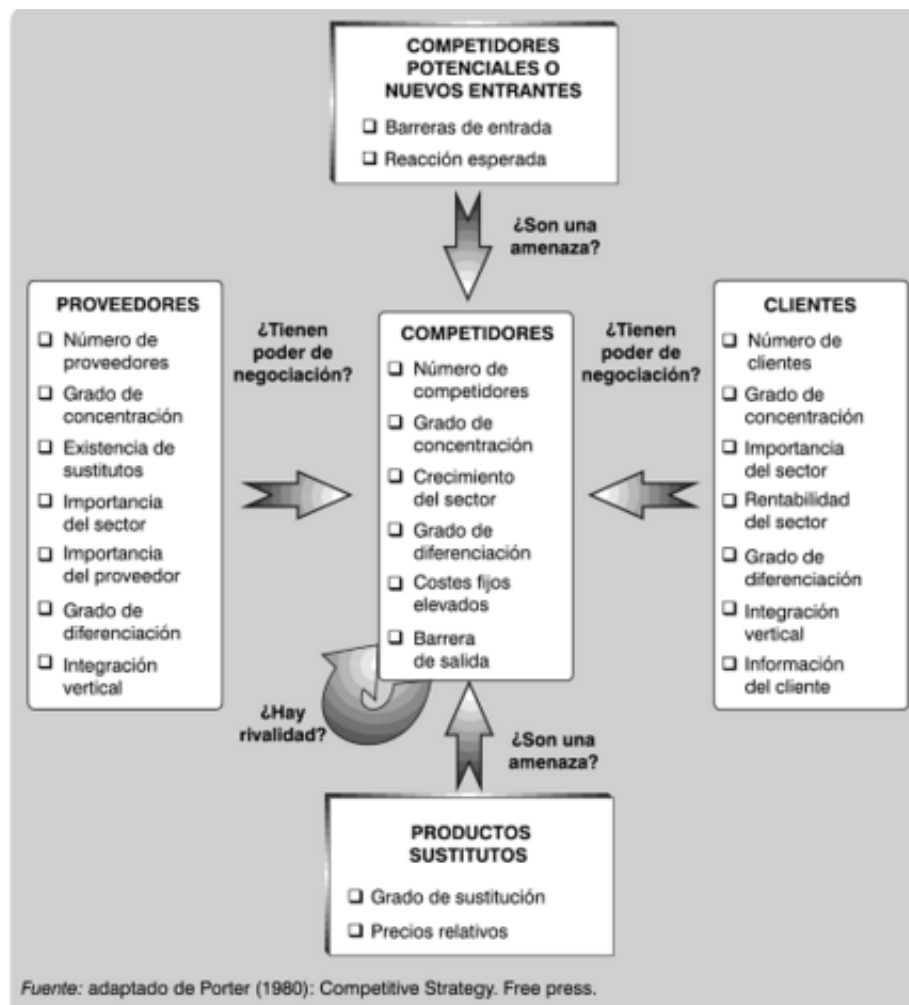 COMPETIDORES
POTENCIALES O
NUEVOS ENTRANTES
❑ Barreras de entrada
❑ Reacción esperada
¿Son una
amenaza?
PROVEEDORES
❑ Número de
proveedores
❑ Grado de
concentración
❑ Existencia de
sustitutos
❑ Importancia
del sector
❑ Importancia
del proveedor
❑ Grado de
diferenciación
❑ Integración
vertical
¿Tienen
poder de
negociación?
COMPETIDORES
❑ Número de
competidores
❑ Grado de
concentración
❑ Crecimiento
del sector
❑ Grado de
diferenciación
❑ Costes fijos
elevados
❑ Barrera
de salida
¿Tienen
poder de
negociación?
CLIENTES
❑ Número de
clientes
❑ Grado de
concentración
❑ Importancia
del sector
❑ Rentabilidad
del sector
❑ Grado de
diferenciación
❑ Integración
vertical
❑ Información
del cliente
¿Hay
rivalidad?
¿Son una
amenaza?
PRODUCTOS
SUSTITUTOS
❑ Grado de sustitución
❑ Precios relativos
Fuente: adaptado de Porter (1980): Competitive Strategy. Free press.